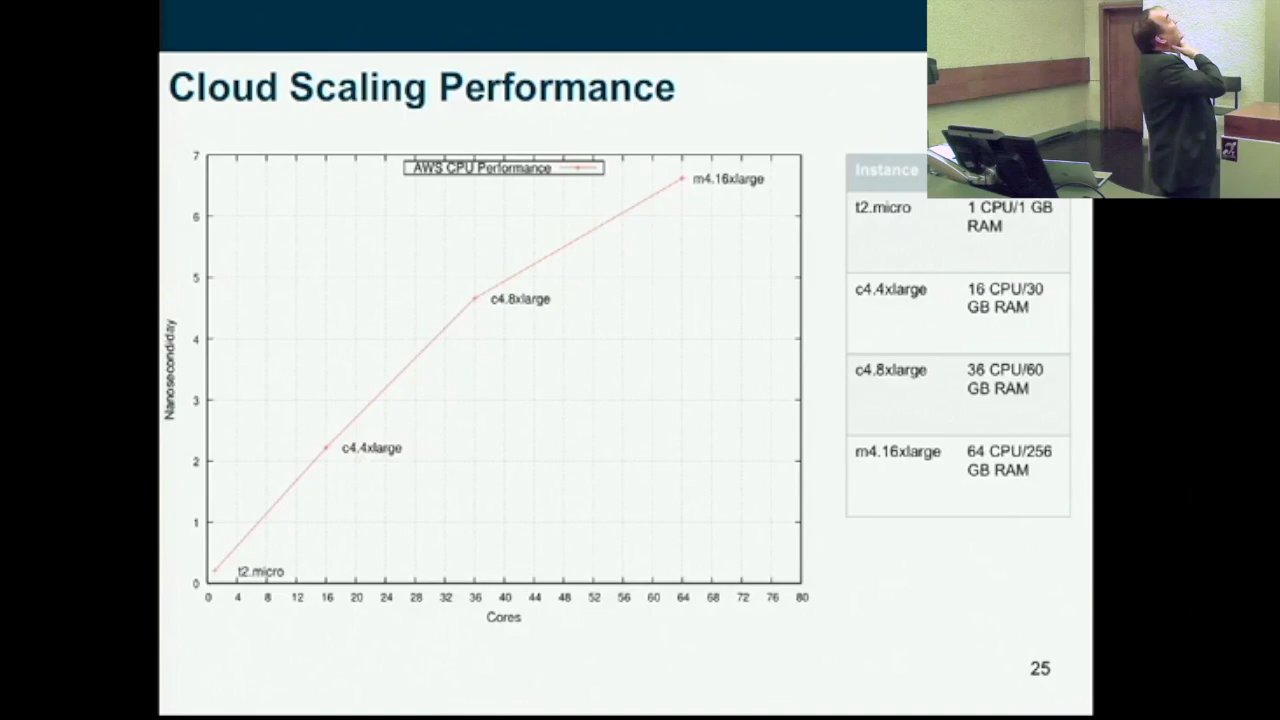 Cloud Scaling Performance
AWS CPU Performance
7
6
5
4
3
2
1
0
Nanosecond/day
m4.16xlarge
c4.8xlarge
c4.4xlarge
t2.micro
0 4 8 12 16 20 24 28 32 36 40 44 48 52 56 60 64 68 72 76 80
Cores
Instance
t2.micro 1 CPU/1 GB
RAM
c4.4xlarge 16 CPU/30
GB RAM
c4.8xlarge 36 CPU/60
GB RAM
m4.16xlarge 64 CPU/256
GB RAM
25